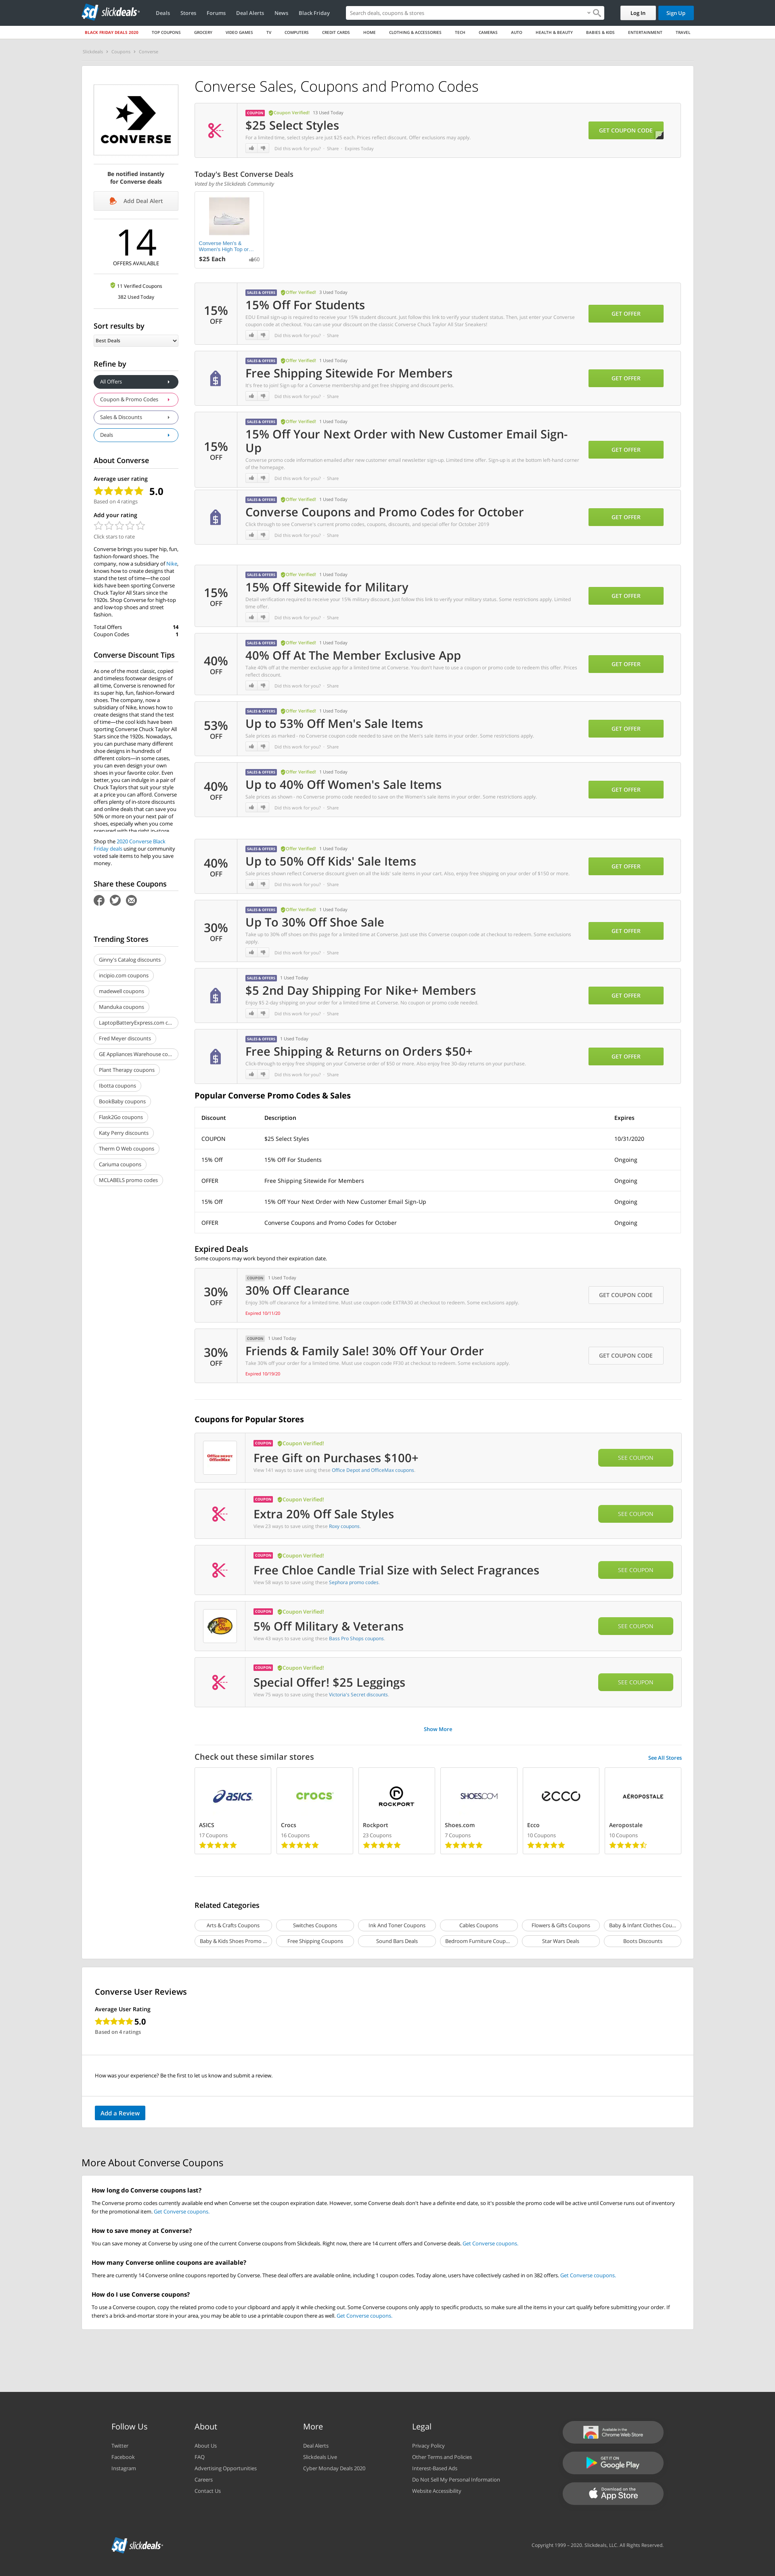 slickdeals
Deals Stores Forums Deal Alerts News Black Friday
Search deals, coupons & stores
Log In
Sign Up
BLACK FRIDAY DEALS 2020 TOP COUPONS GROCERY VIDEO GAMES TV COMPUTERS CREDIT CARDS HOME CLOTHING & ACCESSORIES TECH CAMERAS AUTO HEALTH & BEAUTY BABIES & KIDS ENTERTAINMENT TRAVEL
Slickdeals > Coupons > Converse
CONVERSE
Be notified instantly
for Converse deals
Add Deal Alert
14
OFFERS AVAILABLE
11 Verified Coupons
382 Used Today
Sort results by
Best Deals
Refine by
All Offers
Coupon & Promo Codes
Sales & Discounts
Deals
About Converse
Average user rating
5.0
Based on 4 ratings
Add your rating
Click stars to rate
Converse brings you super hip, fun,
fashion-forward shoes. The
company, now a subsidiary of Nike,
knows how to create designs that
stand the test of time—the cool
kids have been sporting Converse
Chuck Taylor All Stars since the
1920s. Shop Converse for high-top
and low-top shoes and street
fashion.
Total Offers 14
Coupon Codes 1
Converse Discount Tips
As one of the most classic, copied
and timeless footwear designs of
all time, Converse is renowned for
its super hip, fun, fashion-forward
shoes. The company, now a
subsidiary of Nike, knows how to
create designs that stand the test
of time—the cool kids have been
sporting Converse Chuck Taylor All
Stars since the 1920s. Nowadays,
you can purchase many different
shoe designs in hundreds of
different colors—in some cases,
you can even design your own
shoes in your favorite colour. Even
better, you can indulge in a pair of
Chuck Taylors that suit your style
at a price you can afford. Converse
offers plenty of in-store discounts
and online deals that can save you
50% or more on your next pair of
shoes, especially when you come
prepared with the right in-store
Shop the 2020 Converse Black
Friday deals using our community
voted sale items to help you save
money.
Share these Coupons
Trending Stores
Ginny's Catalog discounts
incipio.com coupons
madewell coupons
Manduka coupons
LaptopBatteryExpress.com c...
Fred Meyer discounts
GE Appliances Warehouse co...
Plant Therapy coupons
Ibotta coupons
BookBaby coupons
Flask2Go coupons
Katy Perry discounts
Therm O Web coupons
Cariuma coupons
MCLABELS promo codes
Converse Sales, Coupons and Promo Codes
COUPON Coupon Verified! 15 Used Today
$25 Select Styles
For a limited time, select styles are just $25 each. Prices reflect discount. Offer exclusions may apply.
Did this work for you? Share Expires Today
GET COUPON CODE
Today's Best Converse Deals
Voted by the Slickdeals Community
Converse Men's &
Women's High Top or...
$25 Each 60
15%
OFF
SALES & OFFERS Offer Verified! 3 Used Today
15% Off For Students
EDU Email sign-up is required to receive your 15% student discount. Just follow this link to verify your student status. Then, just enter your Converse
coupon code at checkout. You can use your discount on the classic Converse Chuck Taylor All Star Sneakers!
Did this work for you? Share
GET OFFER
SALES & OFFERS Offer Verified! 1 Used Today
Free Shipping Sitewide For Members
It's free to join! Sign up for a Converse membership and get free shipping and discount perks.
Did this work for you? Share
GET OFFER
15%
OFF
SALES & OFFERS Offer Verified! 1 Used Today
15% Off Your Next Order with New Customer Email Sign-
Up
Converse promo code information emailed after new customer email newsletter sign-up. Limited time offer. Sign-up is at the bottom left-hand corner
of the homepage.
Did this work for you? Share
GET OFFER
SALES & OFFERS Offer Verified! 1 Used Today
Converse Coupons and Promo Codes for October
Click through to see Converse's current promo codes, coupons, discounts, and special offer for October 2019.
Did this work for you? Share
GET OFFER
15%
OFF
SALES & OFFERS Offer Verified! 1 Used Today
15% Off Sitewide for Military
Detail verification required to receive your 15% military discount. Just follow this link to verify your military status. Some restrictions apply. Limited
time offer.
Did this work for you? Share
GET OFFER
40%
OFF
SALES & OFFERS Offer Verified! 1 Used Today
40% Off At The Member Exclusive App
Take 40% off at the member exclusive app for a limited time at Converse. You don't have to use a coupon or promo code to redeem this offer. Prices
reflect discount.
Did this work for you? Share
GET OFFER
53%
OFF
SALES & OFFERS Offer Verified! 1 Used Today
Up to 53% Off Men's Sale Items
Sale prices as marked - no Converse coupon code needed to save on the Men's sale items in your order. Some restrictions apply.
Did this work for you? Share
GET OFFER
40%
OFF
SALES & OFFERS Offer Verified! 1 Used Today
Up to 40% Off Women's Sale Items
Sale prices as shown - no Converse promo code needed to save on the Women's sale items in your order. Some restrictions apply.
Did this work for you? Share
GET OFFER
40%
OFF
SALES & OFFERS Offer Verified! 1 Used Today
Up to 50% Off Kids' Sale Items
Sale prices shown reflect Converse discount given on all the kids' sale items in your cart. Also, enjoy free shipping on your order of $150 or more.
Did this work for you? Share
GET OFFER
30%
OFF
SALES & OFFERS Offer Verified! 1 Used Today
Up To 30% Off Shoe Sale
Take up to 30% off shoes on this page for a limited time at Converse. Just use this Converse coupon code at checkout to redeem. Some exclusions
apply.
Did this work for you? Share
GET OFFER
SALES & OFFERS 1 Used Today
$5 2nd Day Shipping For Nike+ Members
Enjoy $5 2-day shipping on your order for a limited time at Converse. No coupon or promo code needed.
Did this work for you? Share
GET OFFER
SALES & OFFERS 1 Used Today
Free Shipping & Returns on Orders $50+
Click through to enjoy free shipping on your Converse order of $50 or more. Also enjoy free 30-day returns on your purchase.
Did this work for you? Share
GET OFFER
Popular Converse Promo Codes & Sales
Discount Description Expires
COUPON $25 Select Styles 10/31/2020
15% Off 15% Off For Students Ongoing
OFFER Free Shipping Sitewide For Members Ongoing
15% Off 15% Off Your Next Order with New Customer Email Sign-Up Ongoing
OFFER Converse Coupons and Promo Codes for October Ongoing
Expired Deals
Some coupons may work beyond their expiration date.
30%
OFF
COUPON 1 Used Today
30% Off Clearance
Enjoy 30% off clearance for a limited time. Must use coupon code EXTRA30 at checkout to redeem. Some exclusions apply.
Expired 10/11/20
GET COUPON CODE
30%
OFF
COUPON 1 Used Today
Friends & Family Sale! 30% Off Your Order
Take 30% off your order for a limited time. Must use coupon code FF30 at checkout to redeem. Some exclusions apply.
Expired 10/19/20
GET COUPON CODE
Coupons for Popular Stores
Office DEPOT
OfficeMax
COUPON Coupon Verified!
Free Gift on Purchases $100+
View 141 ways to save using these Office Depot and OfficeMax coupons
SEE COUPON
COUPON Coupon Verified!
Extra 20% Off Sale Styles
View 23 ways to save using these Roxy coupons
SEE COUPON
COUPON Coupon Verified!
Free Chloe Candle Trial Size with Select Fragrances
View 58 ways to save using these Sephora promo codes
SEE COUPON
Bass Pro Shops
COUPON Coupon Verified!
5% Off Military & Veterans
View 43 ways to save using these Bass Pro Shops coupons
SEE COUPON
COUPON Coupon Verified!
Special Offer! $25 Leggings
View 15 ways to save using these Victoria's Secret discounts
SEE COUPON
Show More
Check out these similar stores
See All Stores
asics crocs ROCKPORT SHOES.COM ecco AÉROPOSTALE
ASICS Crocs Rockport Shoes.com Ecco Aeropostale
17 Coupons 16 Coupons 23 Coupons 7 Coupons 10 Coupons 10 Coupons
Related Categories
Arts & Crafts Coupons Switches Coupons Ink And Toner Coupons Cables Coupons Flowers & Gifts Coupons Baby & Infant Clothes Cou...
Baby & Kids Shoes Promo ... Free Shipping Coupons Sound Bars Deals Bedroom Furniture Coup... Star Wars Deals Boots Discounts
Converse User Reviews
Average User Rating
5.0
Based on 4 ratings
How was your experience? Be the first to let us know and submit a review.
Add a Review
More About Converse Coupons
How long do Converse coupons last?
The Converse promo codes currently available end when Converse set the coupon expiration date. However, some Converse deals don't have a definite end date, so it's possible the promo code will be active until Converse runs out of inventory
for the promotional item. Get Converse coupons.
How to save money at Converse?
You can save money at Converse by using one of the current Converse coupons from Slickdeals. Right now, there are 14 current offers and Converse deals. Get Converse coupons.
How many Converse online coupons are available?
There are currently 14 Converse online coupons reported by Converse. These deal offers are available online, including 1 coupon codes. Today alone, users have collectively cashed in on 382 offers. Get Converse coupons.
How do I use Converse coupons?
To use a Converse coupon, copy the related promo code to your clipboard and apply it while checking out. Some Converse coupons only apply to specific products, so make sure all the items in your cart qualify before submitting your order. If
there's a brick-and-mortar store in your area, you may be able to use a printable coupon there as well. Get Converse coupons.
Follow Us
Twitter
Facebook
Instagram
About
About Us
FAQ
Advertising Opportunities
Careers
Contact Us
More
Deal Alerts
Slickdeals Live
Cyber Monday Deals 2020
Legal
Privacy Policy
Other Terms and Policies
Interest-Based Ads
Do Not Sell My Personal Information
Website Accessibility
Available in the
Chrome Web Store
GET IT ON
Google Play
Download on the
App Store
slickdeals
Copyright 1999 – 2020. Slickdeals, LLC. All Rights Reserved.